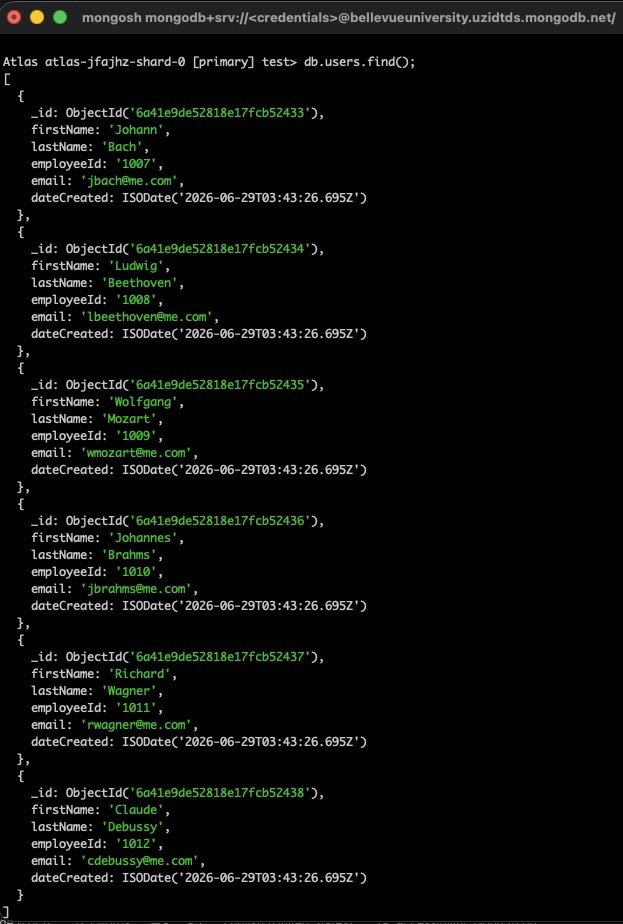 mongosh mongodb+srv://<credentials>@bellevueuniversity.uzidtds.mongodb.net/
Atlas atlas-jfajhz-shard-0 [primary] test> db.users.find();
[
  {
    _id: ObjectId('6a41e9de52818e17fcb52433'),
    firstName: 'Johann',
    lastName: 'Bach',
    employeeId: '1007',
    email: 'jbach@me.com',
    dateCreated: ISODate('2026-06-29T03:43:26.695Z')
  },
  {
    _id: ObjectId('6a41e9de52818e17fcb52434'),
    firstName: 'Ludwig',
    lastName: 'Beethoven',
    employeeId: '1008',
    email: 'lbeethoven@me.com',
    dateCreated: ISODate('2026-06-29T03:43:26.695Z')
  },
  {
    _id: ObjectId('6a41e9de52818e17fcb52435'),
    firstName: 'Wolfgang',
    lastName: 'Mozart',
    employeeId: '1009',
    email: 'wmozart@me.com',
    dateCreated: ISODate('2026-06-29T03:43:26.695Z')
  },
  {
    _id: ObjectId('6a41e9de52818e17fcb52436'),
    firstName: 'Johannes',
    lastName: 'Brahms',
    employeeId: '1010',
    email: 'jbrahms@me.com',
    dateCreated: ISODate('2026-06-29T03:43:26.695Z')
  },
  {
    _id: ObjectId('6a41e9de52818e17fcb52437'),
    firstName: 'Richard',
    lastName: 'Wagner',
    employeeId: '1011',
    email: 'rwagner@me.com',
    dateCreated: ISODate('2026-06-29T03:43:26.695Z')
  },
  {
    _id: ObjectId('6a41e9de52818e17fcb52438'),
    firstName: 'Claude',
    lastName: 'Debussy',
    employeeId: '1012',
    email: 'cdebussy@me.com',
    dateCreated: ISODate('2026-06-29T03:43:26.695Z')
  }
]